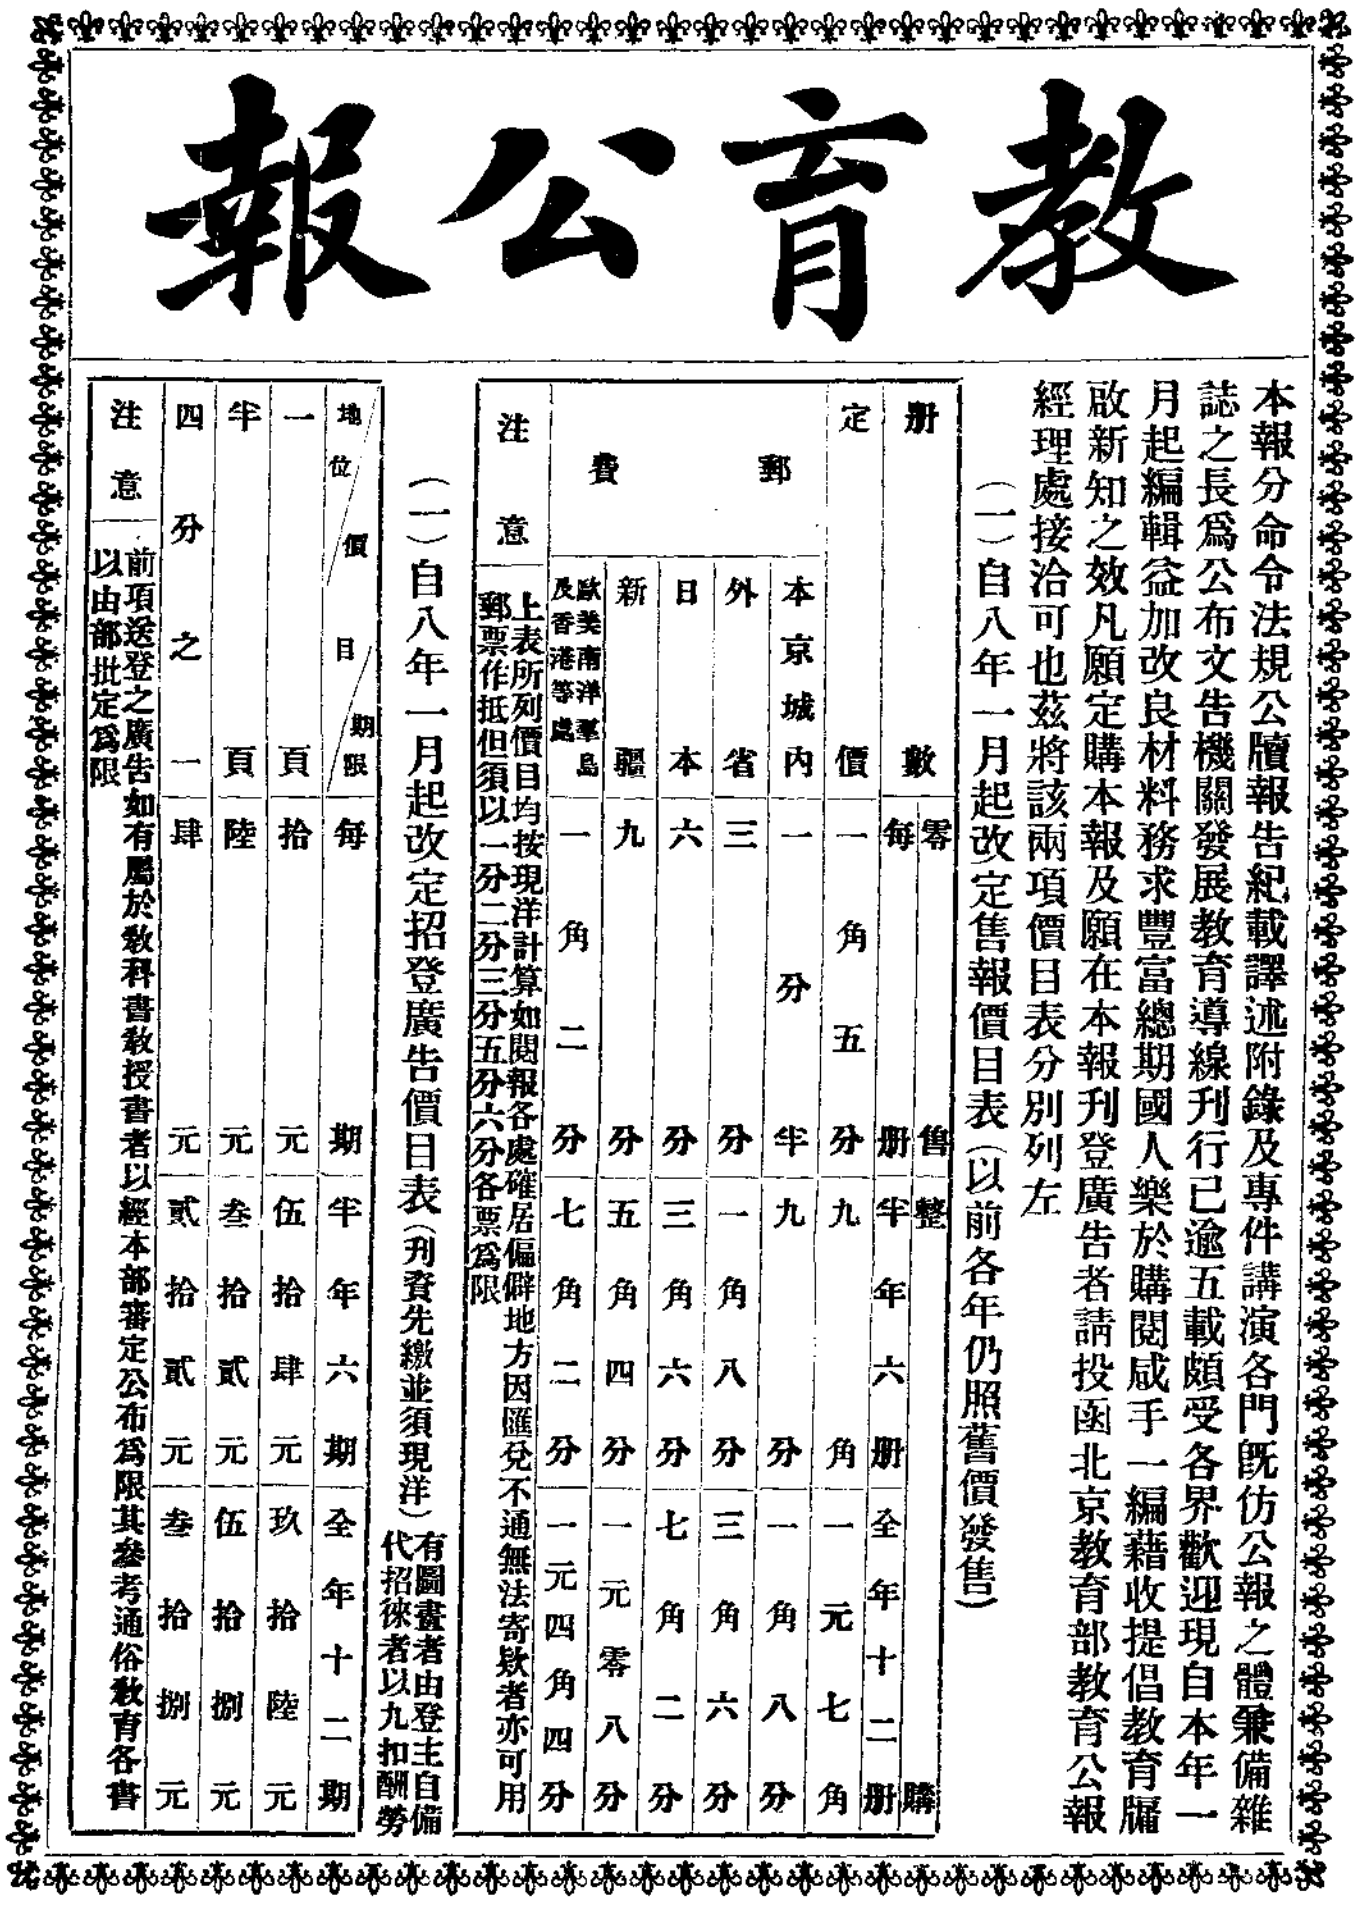 教育公報
本報分命令法規公牘報告紀載譯述附錄及專件講演各門既仿公報之體兼備雜
誌之長爲公布文告機關發展教育導線刋行已逾五載頗受各界歡迎現自本年一
月起編輯益加改良材料務求豐富總期國人樂於購閱咸手一編藉收提倡教育牖
啟新知之效凡願定購本報及願在本報刋登廣告者請投函北京教育部教育公報
經理處接洽可也茲將該兩項價目表分別列左
（一）自八年一月起改定售報價目表（以前各年仍照舊價發售）
册數 零售 整購
每册 半年六册 全年十二册
定價 一角五分 九角 一元七角
郵費
本京城內 一分半 九分 一角八分
外省 三分 一角八分 三角六分
日本 六分 三角六分 七角二分
新疆 九分 五角四分 一元零八分
歐美南洋羣島
及香港等處 一角二分 七角二分 一元四角四分
注意
上表所列價目均按現洋計算如閱報各處確居偏僻地方因匯兌不通無法寄欵者亦可用
郵票作抵但須以一分二分三分五分六分各票爲限
（一）自八年一月起改定招登廣告價目表（刋資先繳並須現洋）
有圖畫者由登主自備
代招徠者以九扣酬勞
地位 價目 期限 每期 半年六期 全年十二期
一頁 拾元 伍拾肆元 玖拾陸元
半頁 陸元 叁拾貳元 伍拾捌元
四分之一 肆元 貳拾貳元 叁拾捌元
注意
前項送登之廣告如有屬於敎科書敎授書者以經本部審定公布爲限其參考通俗敎育各書
以由部批定爲限